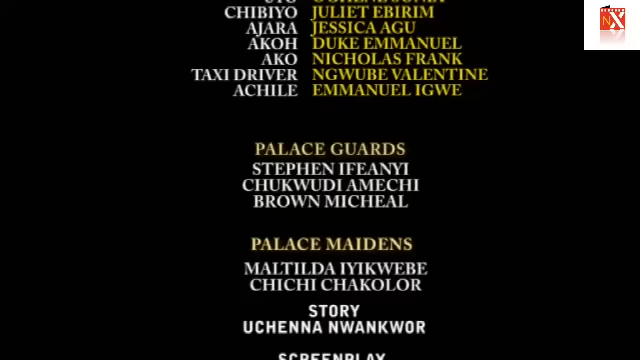 CHIBIYO JULIET EBIRIM
AJARA JESSICA AGU
AKOH DUKE EMMANUEL
AKO NICHOLAS FRANK
TAXI DRIVER NGWUBE VALENTINE
ACHILE EMMANUEL IGWE
PALACE GUARDS
STEPHEN IFEANYI
CHUKWUDI AMECHI
BROWN MICHEAL
PALACE MAIDENS
MALTILDA IYIKWEBE
CHICHI CHAKOLOR
STORY
UCHENNA NWANKWOR
SCREENPLAY